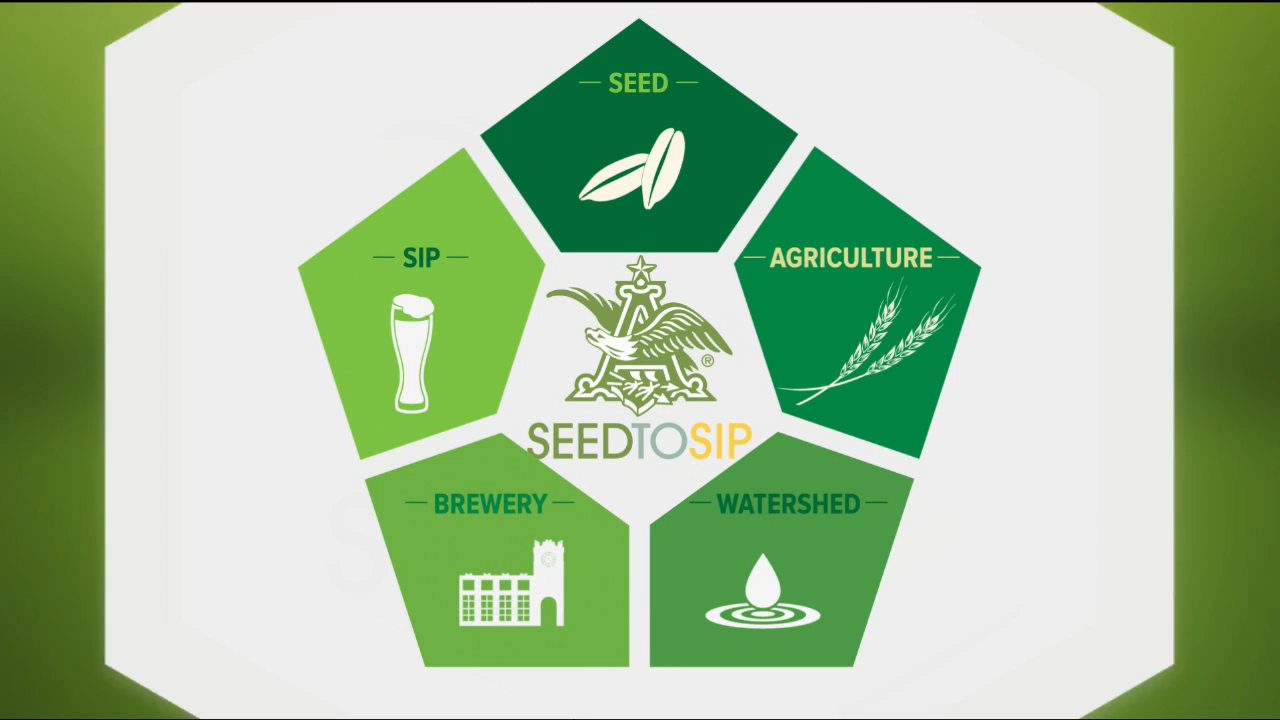 SEED
AGRICULTURE
SIP
®
SEEDTOSIP
BREWERY
WATERSHED